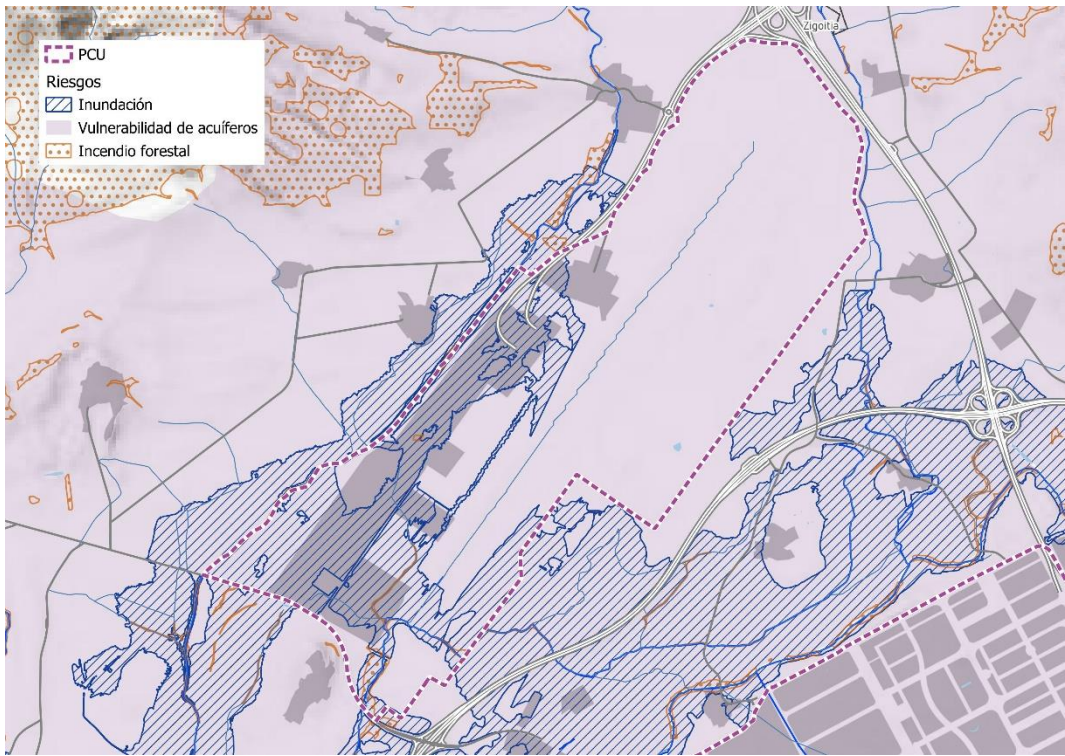 Zigoitia
PCU
Riesgos
Inundación
Vulnerabilidad de acuíferos
Incendio forestal